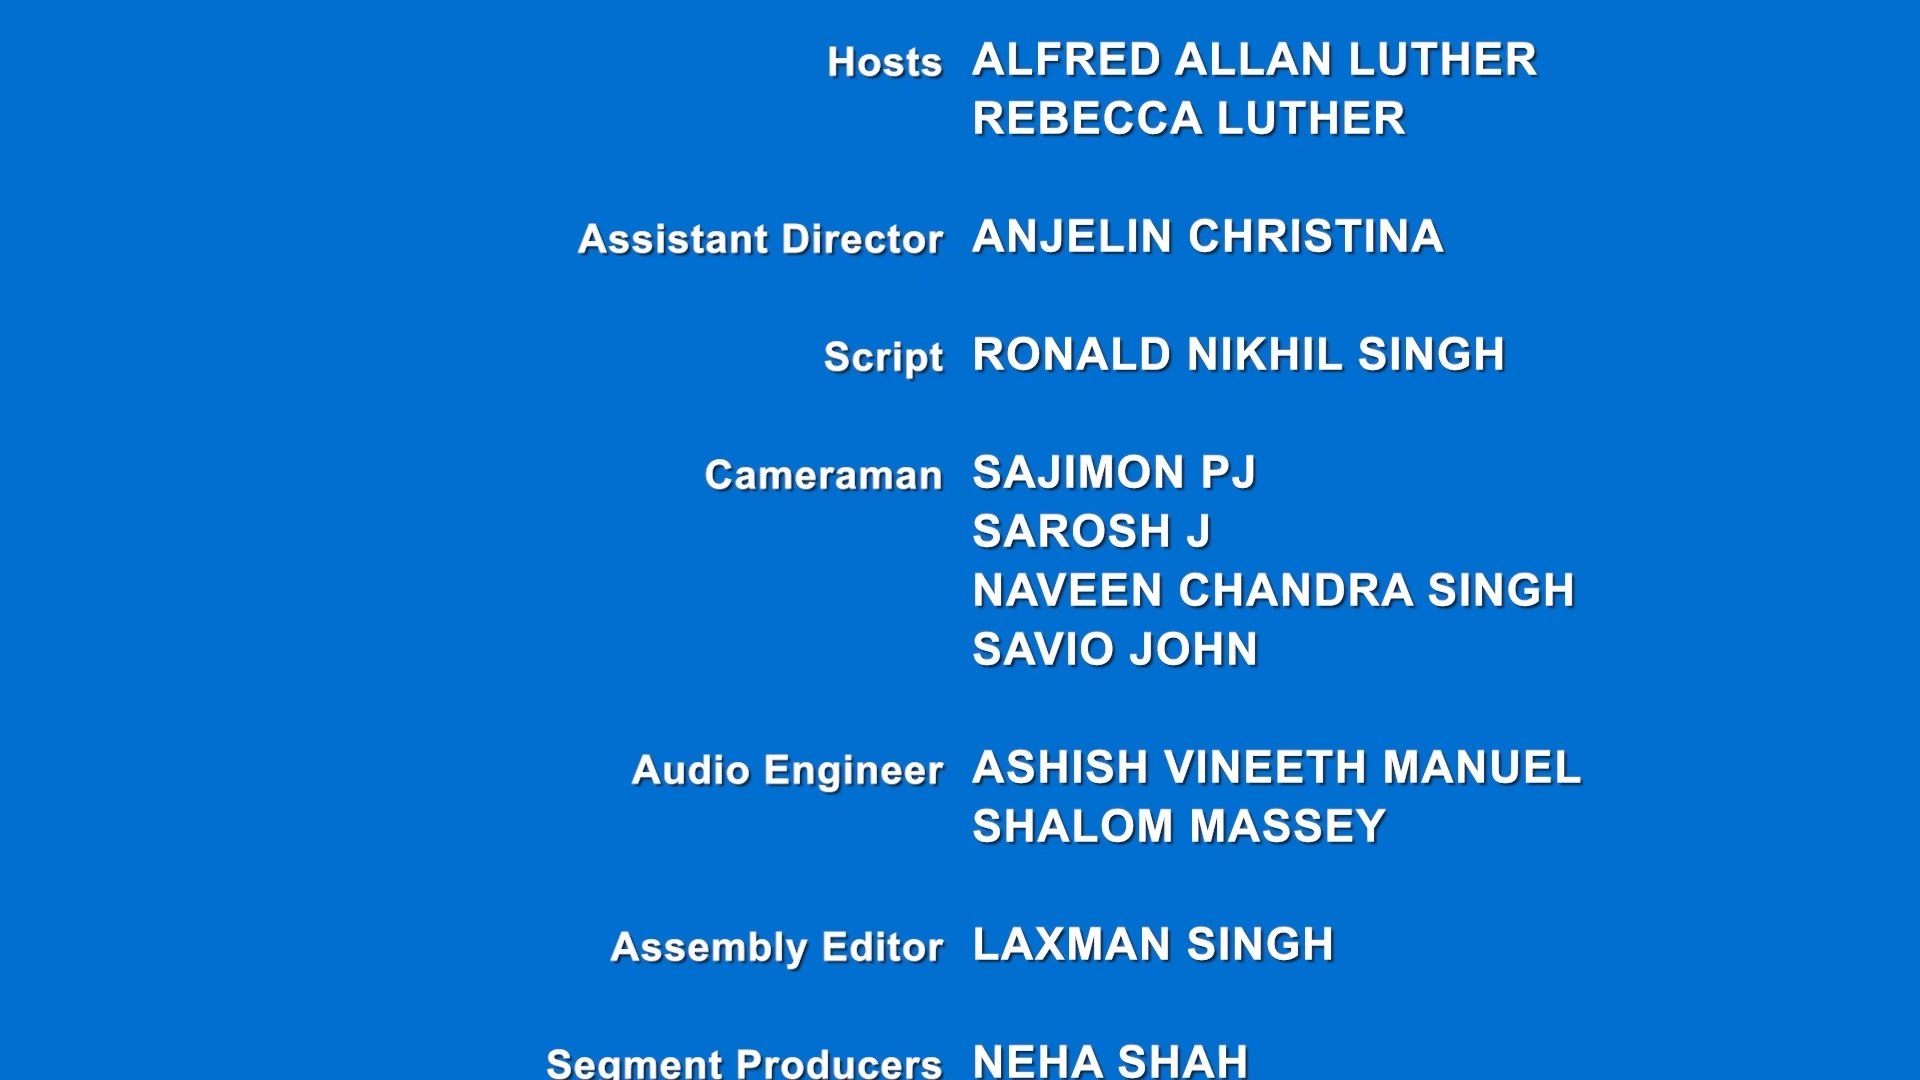 Hosts ALFRED ALLAN LUTHER
REBECCA LUTHER
Assistant Director ANJELIN CHRISTINA
Script RONALD NIKHIL SINGH
Cameraman SAJIMON PJ
SAROSH J
NAVEEN CHANDRA SINGH
SAVIO JOHN
Audio Engineer ASHISH VINEETH MANUEL
SHALOM MASSEY
Assembly Editor LAXMAN SINGH
Segment Producers NEHA SHAH